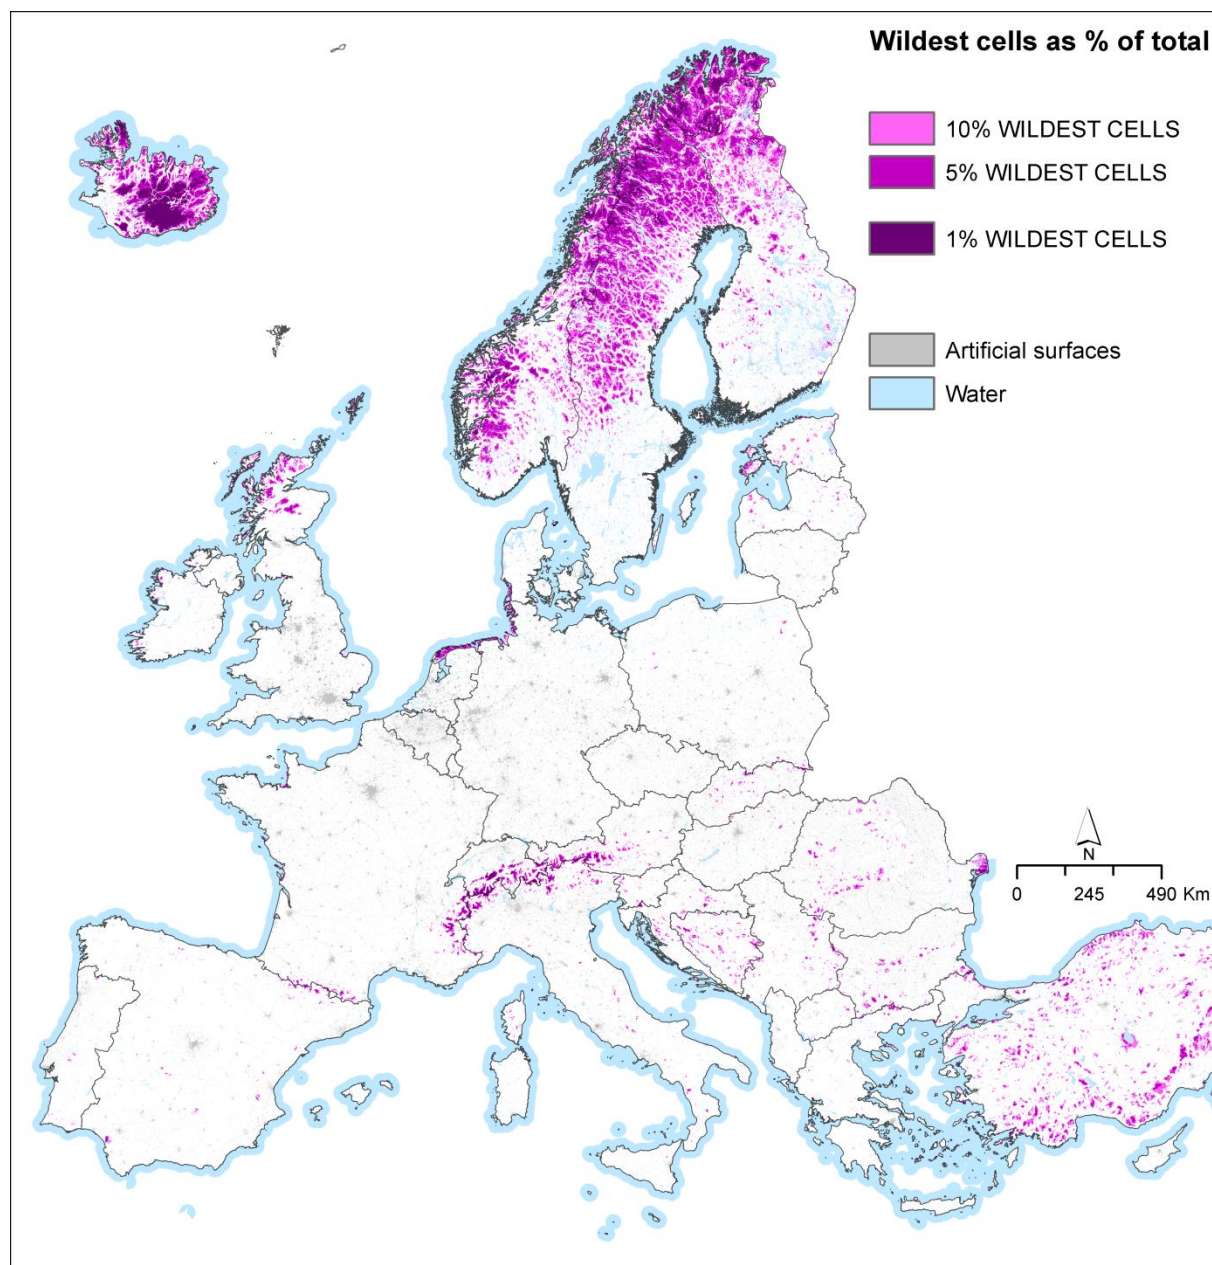 Wildest cells as % of total
10% WILDEST CELLS
5% WILDEST CELLS
1% WILDEST CELLS
Artificial surfaces
Water
N
0 245 490 Km